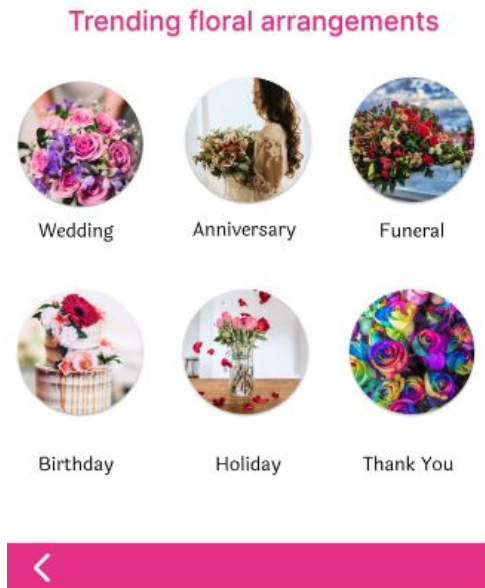 Trending floral arrangements
Wedding
Anniversary
Funeral
Birthday
Holiday
Thank You